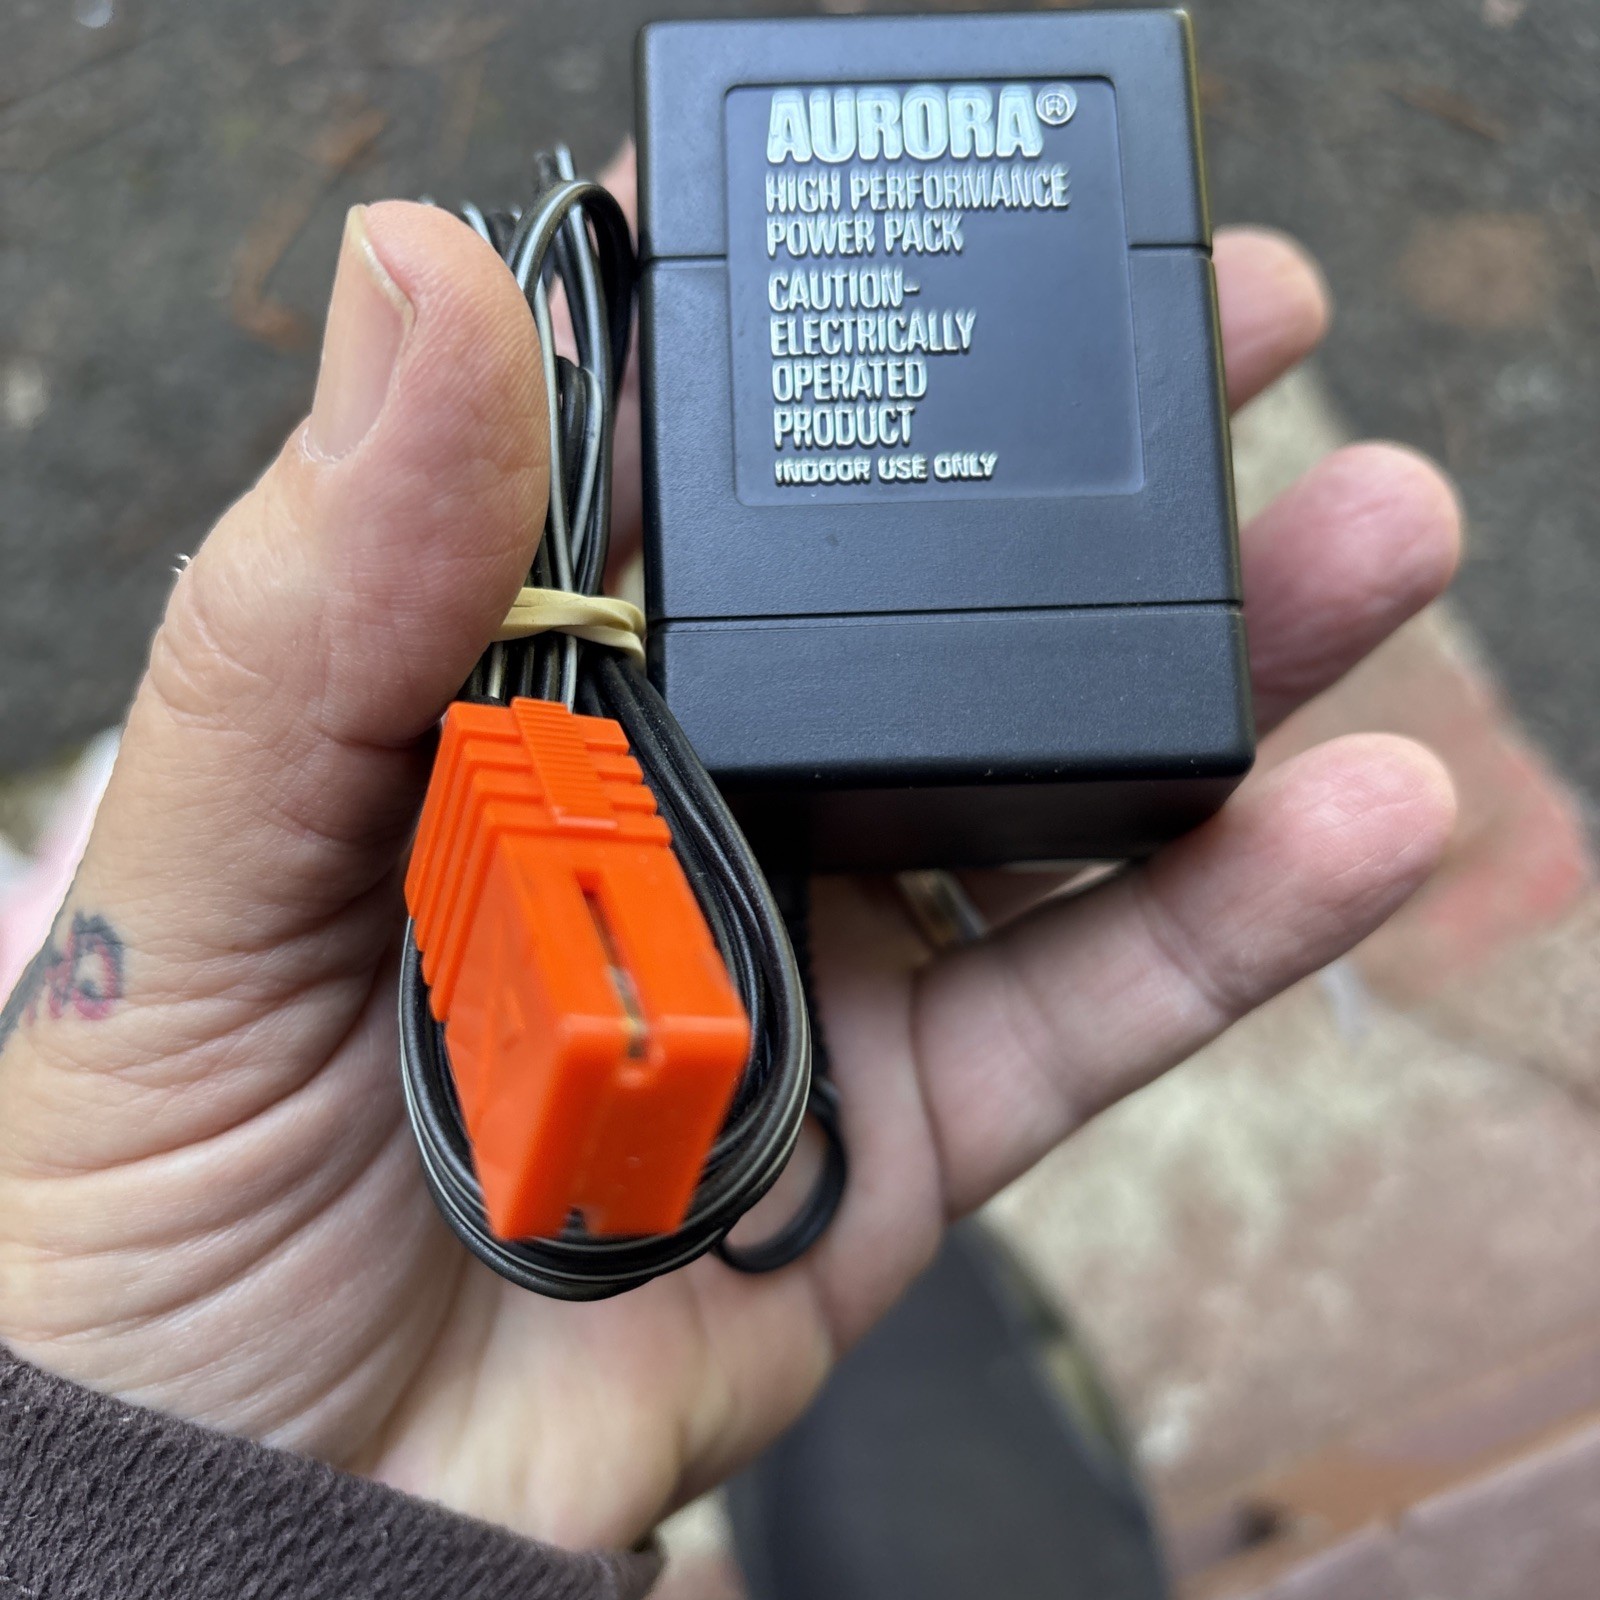 AURORA®
HIGH PERFORMANCE
POWER PACK
CAUTION-
ELECTRICALLY
OPERATED
PRODUCT
INDOOR USE ONLY